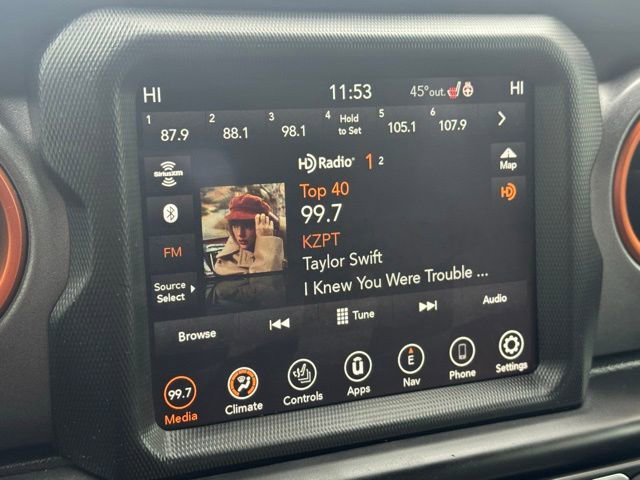 HI 11:53 45° out. HI
1 87.9 2 88.1 3 98.1 4 Hold to Set 5 105.1 6 107.9
SiriusXM
HD Radio 1 2
Map
Top 40
HD
99.7
FM
KZPT
Taylor Swift
Source Select
I Knew You Were Trouble ...
Browse Tune Audio
99.7 Media Climate Controls Apps E Nav Phone Settings